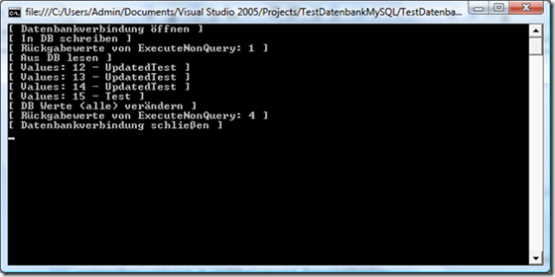 file:///C:/Users/Admin/Documents/Visual Studio 2005/Projects/TestDatenbankMySQL/TestDatenba...
[ Datenbankverbindung öffnen ]
[ In DB schreiben ]
[ Rückgabewerte von ExecuteNonQuery: 1 ]
[ Aus DB lesen ]
[ Values: 12 - UpdatedTest ]
[ Values: 13 - UpdatedTest ]
[ Values: 14 - UpdatedTest ]
[ Values: 15 - Test ]
[ DB Werte (alle) verändern ]
[ Rückgabewerte von ExecuteNonQuery: 4 ]
[ Datenbankverbindung schließen ]